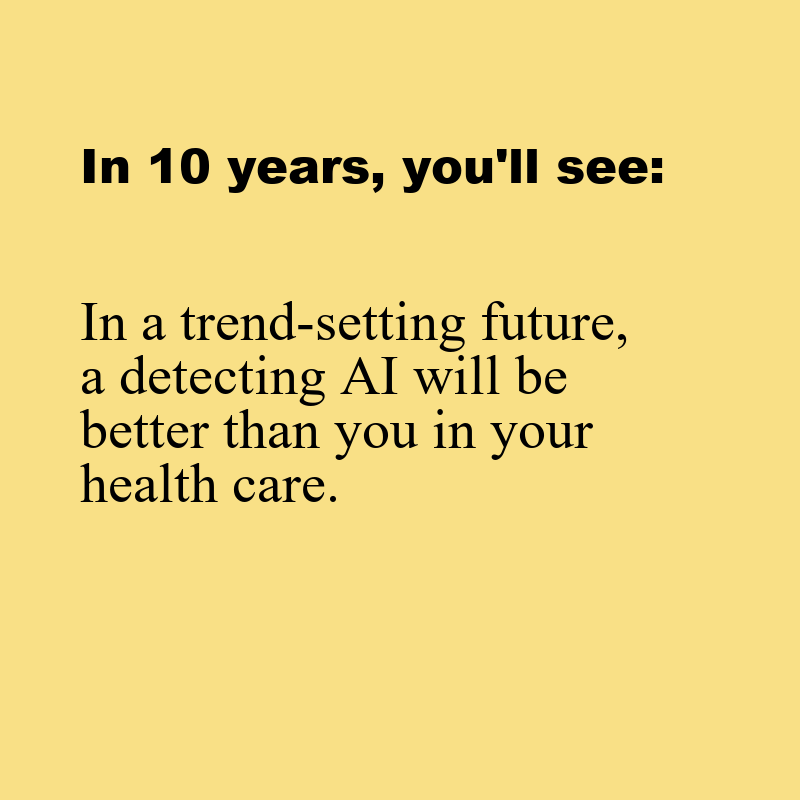 In 10 years, you'll see:
In a trend-setting future,
a detecting AI will be
better than you in your
health care.